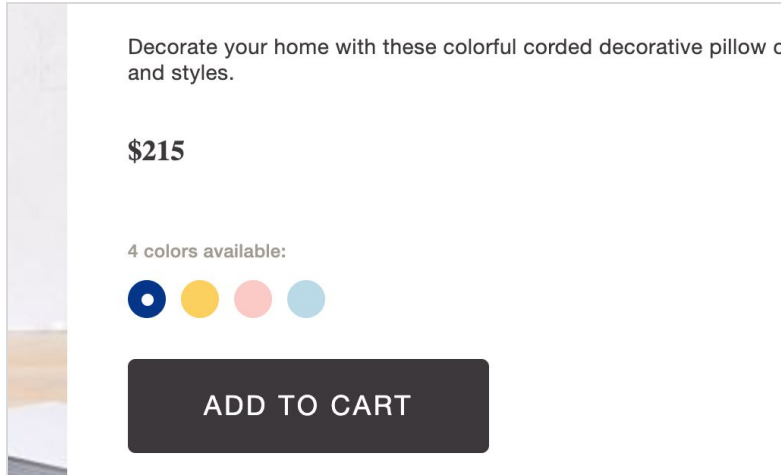 Decorate your home with these colorful corded decorative pillow
and styles.
$215
4 colors available:
ADD TO CART